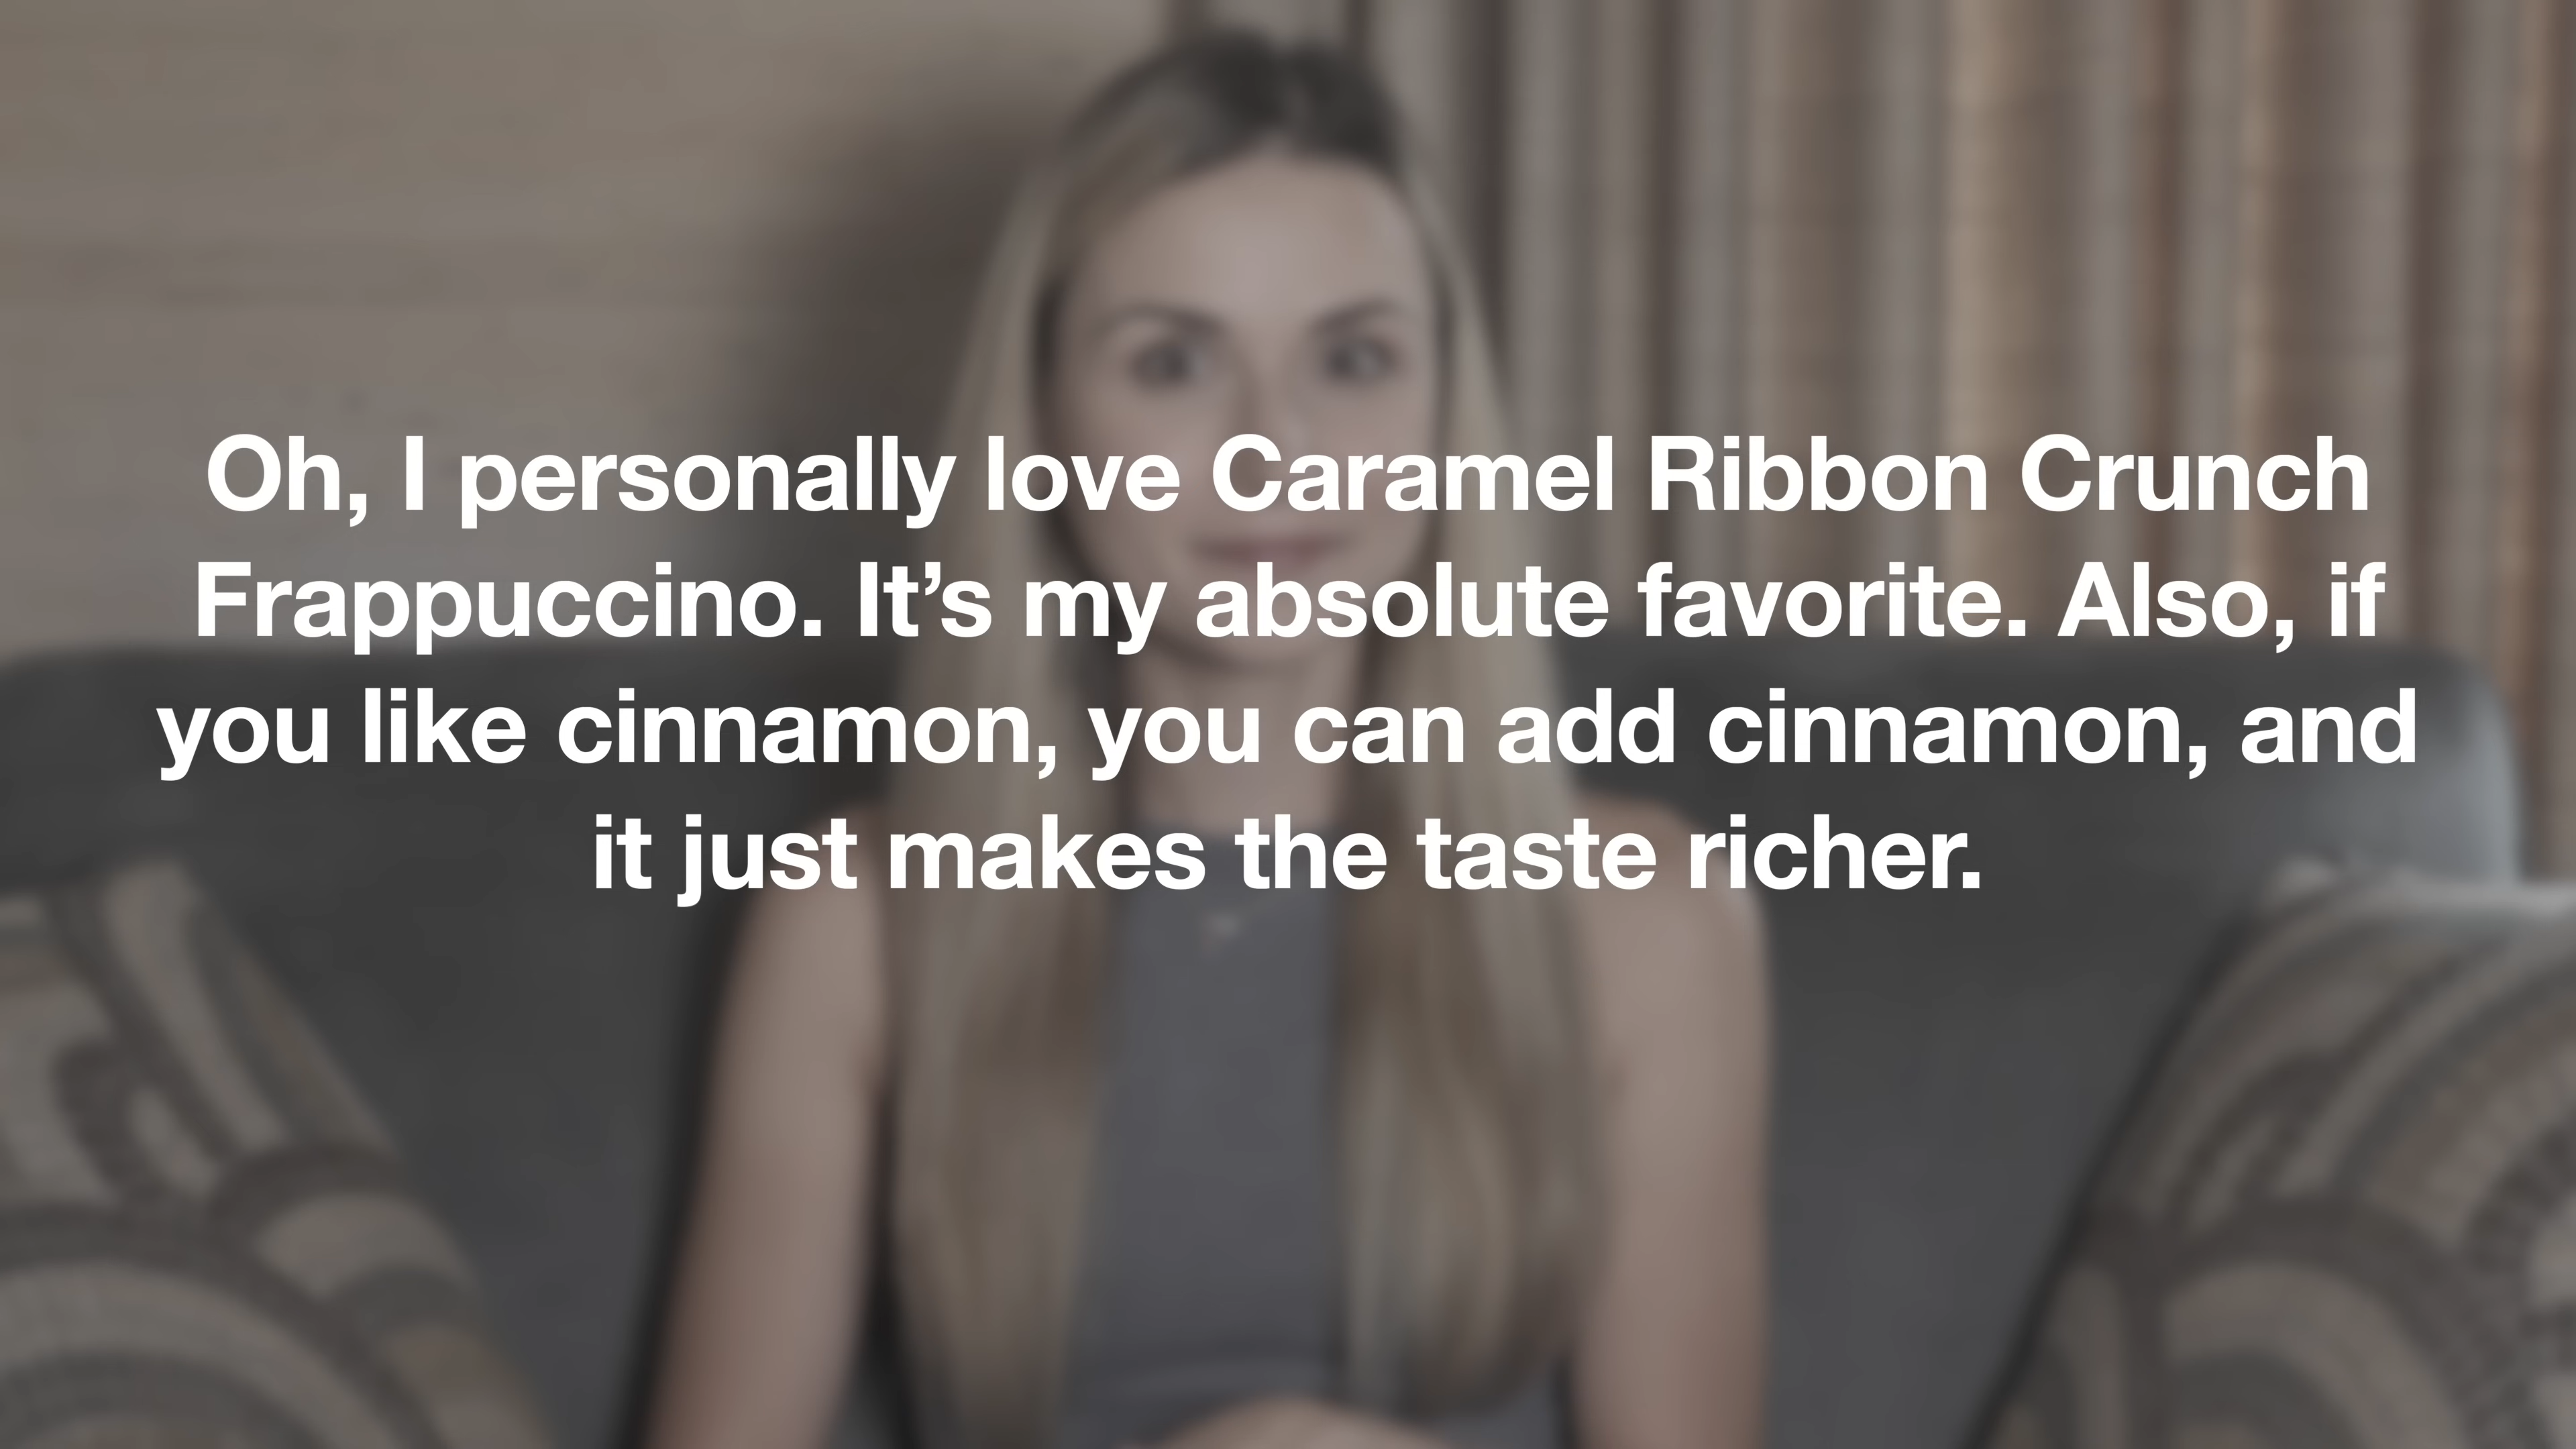 Oh, I personally love Caramel Ribbon Crunch
Frappuccino. It’s my absolute favorite. Also, if
you like cinnamon, you can add cinnamon, and
it just makes the taste richer.